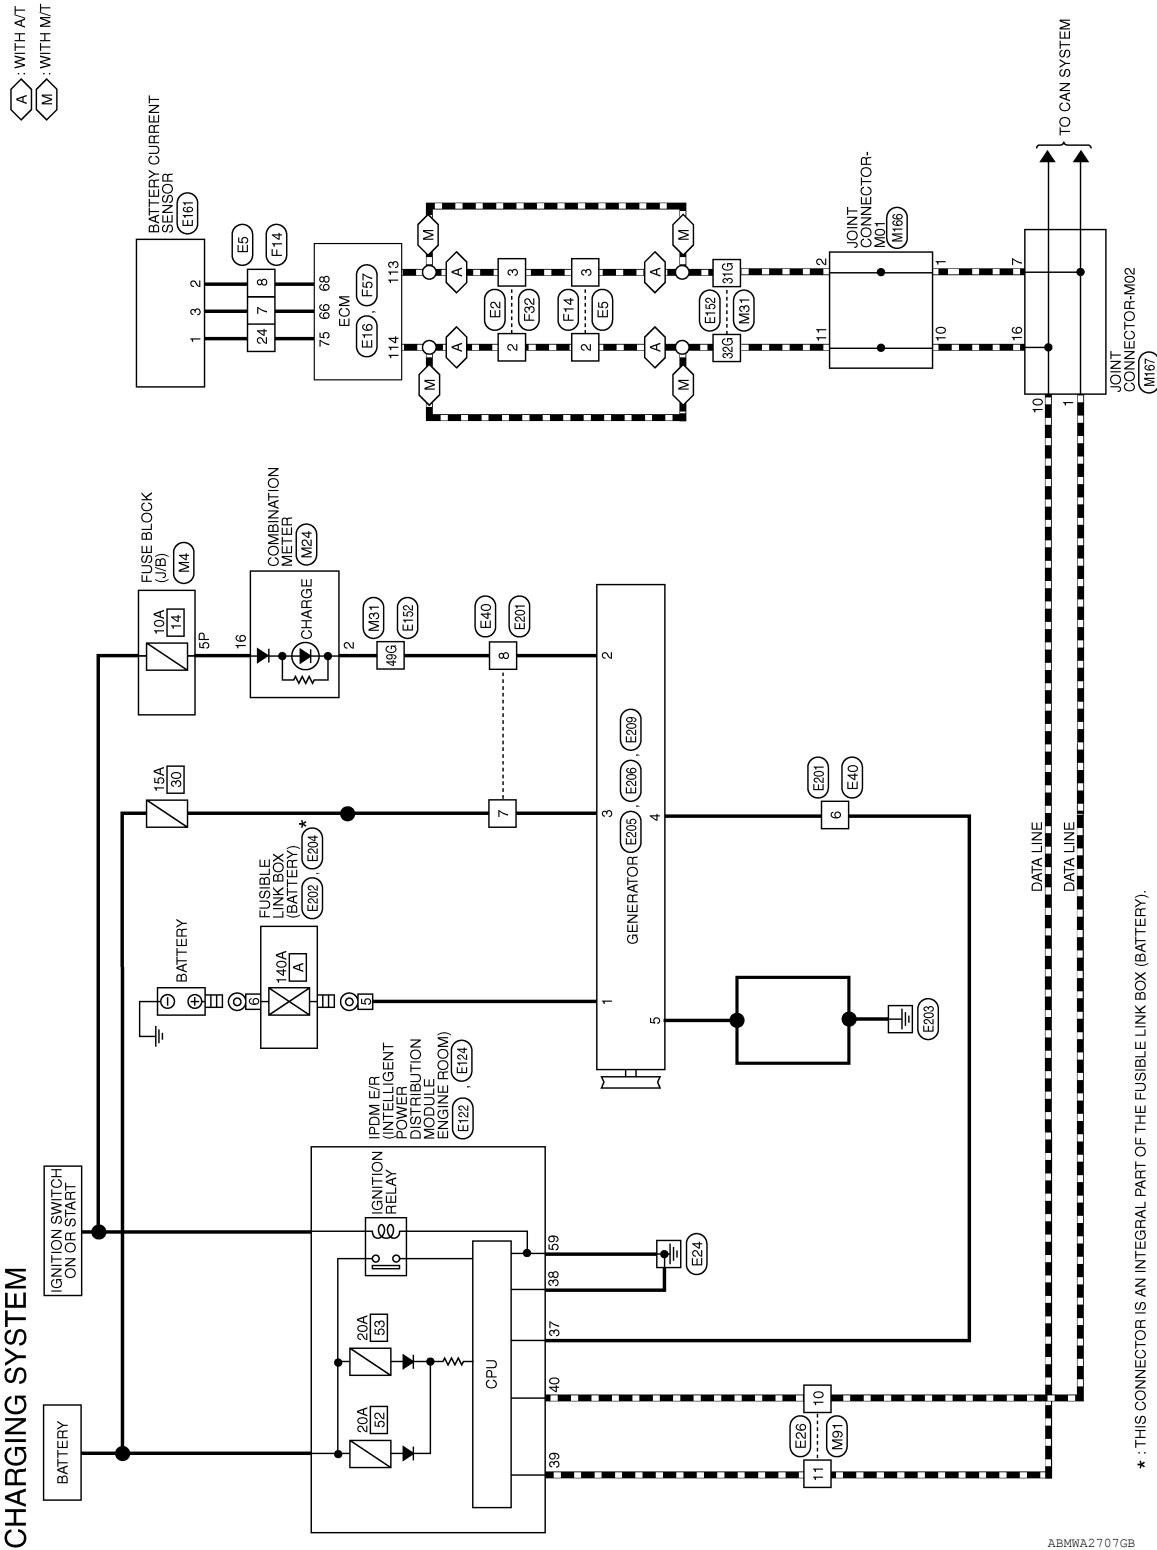 CHARGING SYSTEM
A : WITH A/T
M : WITH M/T
BATTERY
IGNITION SWITCH
ON OR START
IPDM E/R
(INTELLIGENT
POWER
DISTRIBUTION
MODULE
ENGINE ROOM)
E122 , E124
20A
52
20A
53
IGNITION
RELAY
CPU
39
40
37
38
59
E24
11
10
E26
M91
BATTERY
6
140A
A
5
FUSIBLE
LINK BOX
(BATTERY) *
E202 , E204
15A
30
7
FUSE BLOCK
(J/B)
M4
10A
14
5P
16
COMBINATION
METER
M24
CHARGE
2
49G
M31
E152
8
E40
E201
GENERATOR E205 , E206 , E209
1
3
2
5
4
E203
6
E201
E40
BATTERY CURRENT
SENSOR
E161
1
3
2
24
7
8
E5
F14
75
66
68
ECM
E16 , F57
114
113
M
A
A
M
2
3
E2
F32
2
3
F14
E5
M
A
A
M
32G
31G
E152
M31
11
2
JOINT
CONNECTOR-
M01
M166
10
1
16
7
10
1
JOINT
CONNECTOR-M02
M167
TO CAN SYSTEM
DATA LINE
DATA LINE
* : THIS CONNECTOR IS AN INTEGRAL PART OF THE FUSIBLE LINK BOX (BATTERY).
ABMWA2707GB